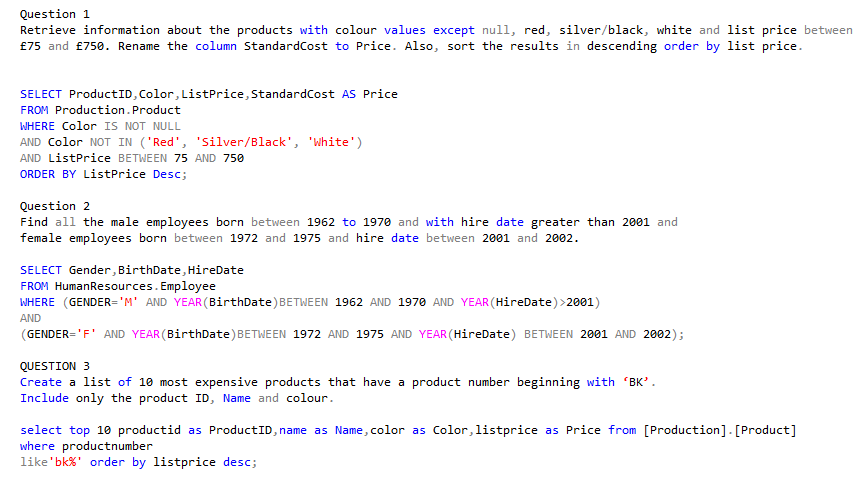 Question 1
Retrieve information about the products with colour values except null, red, silver/black, white and list price between
£75 and £750. Rename the column StandardCost to Price. Also, sort the results in descending order by list price.
SELECT ProductID,Color,ListPrice,StandardCost AS Price
FROM Production.Product
WHERE Color IS NOT NULL
AND Color NOT IN ('Red', 'Silver/Black', 'White')
AND ListPrice BETWEEN 75 AND 750
ORDER BY ListPrice Desc;
Question 2
Find all the male employees born between 1962 to 1970 and with hire date greater than 2001 and
female employees born between 1972 and 1975 and hire date between 2001 and 2002.
SELECT Gender,BirthDate,HireDate
FROM HumanResources.Employee
WHERE (GENDER='M' AND YEAR(BirthDate)BETWEEN 1962 AND 1970 AND YEAR(HireDate)>2001)
AND
(GENDER='F' AND YEAR(BirthDate)BETWEEN 1972 AND 1975 AND YEAR(HireDate) BETWEEN 2001 AND 2002);
QUESTION 3
Create a list of 10 most expensive products that have a product number beginning with ‘BK’.
Include only the product ID, Name and colour.
select top 10 productid as ProductID,name as Name,color as Color,listprice as Price from [Production].[Product]
where productnumber
like'bk%' order by listprice desc;